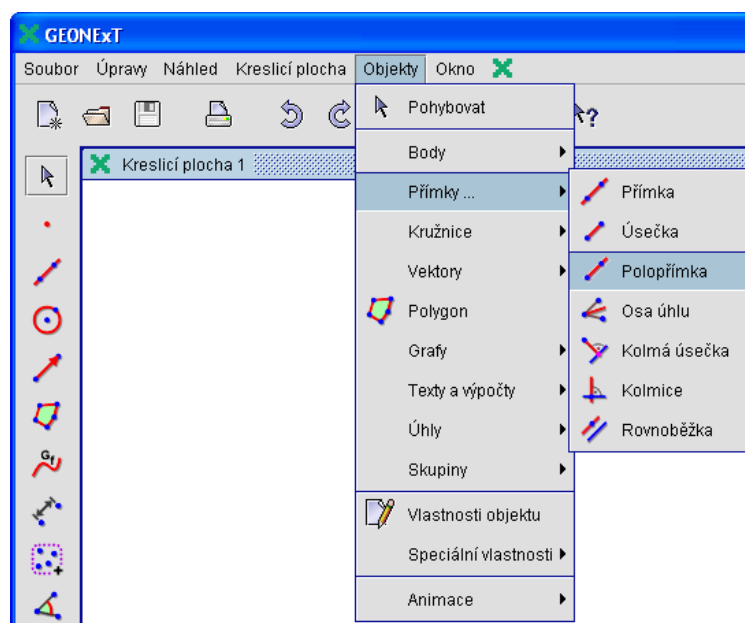 GEONExT
Soubor Úpravy Náhled Kreslicí plocha Objekty Okno
Kreslicí plocha 1
Pohybovat
Body
Přímky ...
Kružnice
Vektory
Polygon
Grafy
Texty a výpočty
Úhly
Skupiny
Vlastnosti objektu
Speciální vlastnosti
Animace
Přímka
Úsečka
Polopřímka
Osa úhlu
Kolmá úsečka
Kolmice
Rovnoběžka
Gf